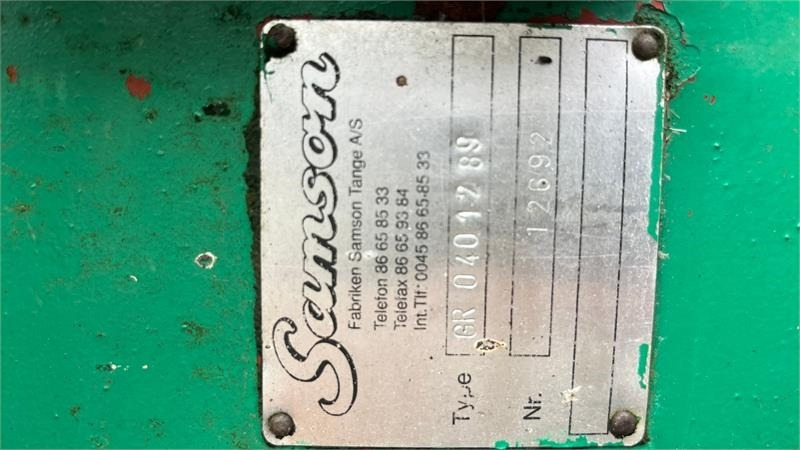 Samson
Fabriken Samson Tange A/S
Telefon 86 65 85 33
Telefax 86 65 93 84
Int. Tlf: 0045 86 65-85 33
Type GR 0401289
Nr. 12692